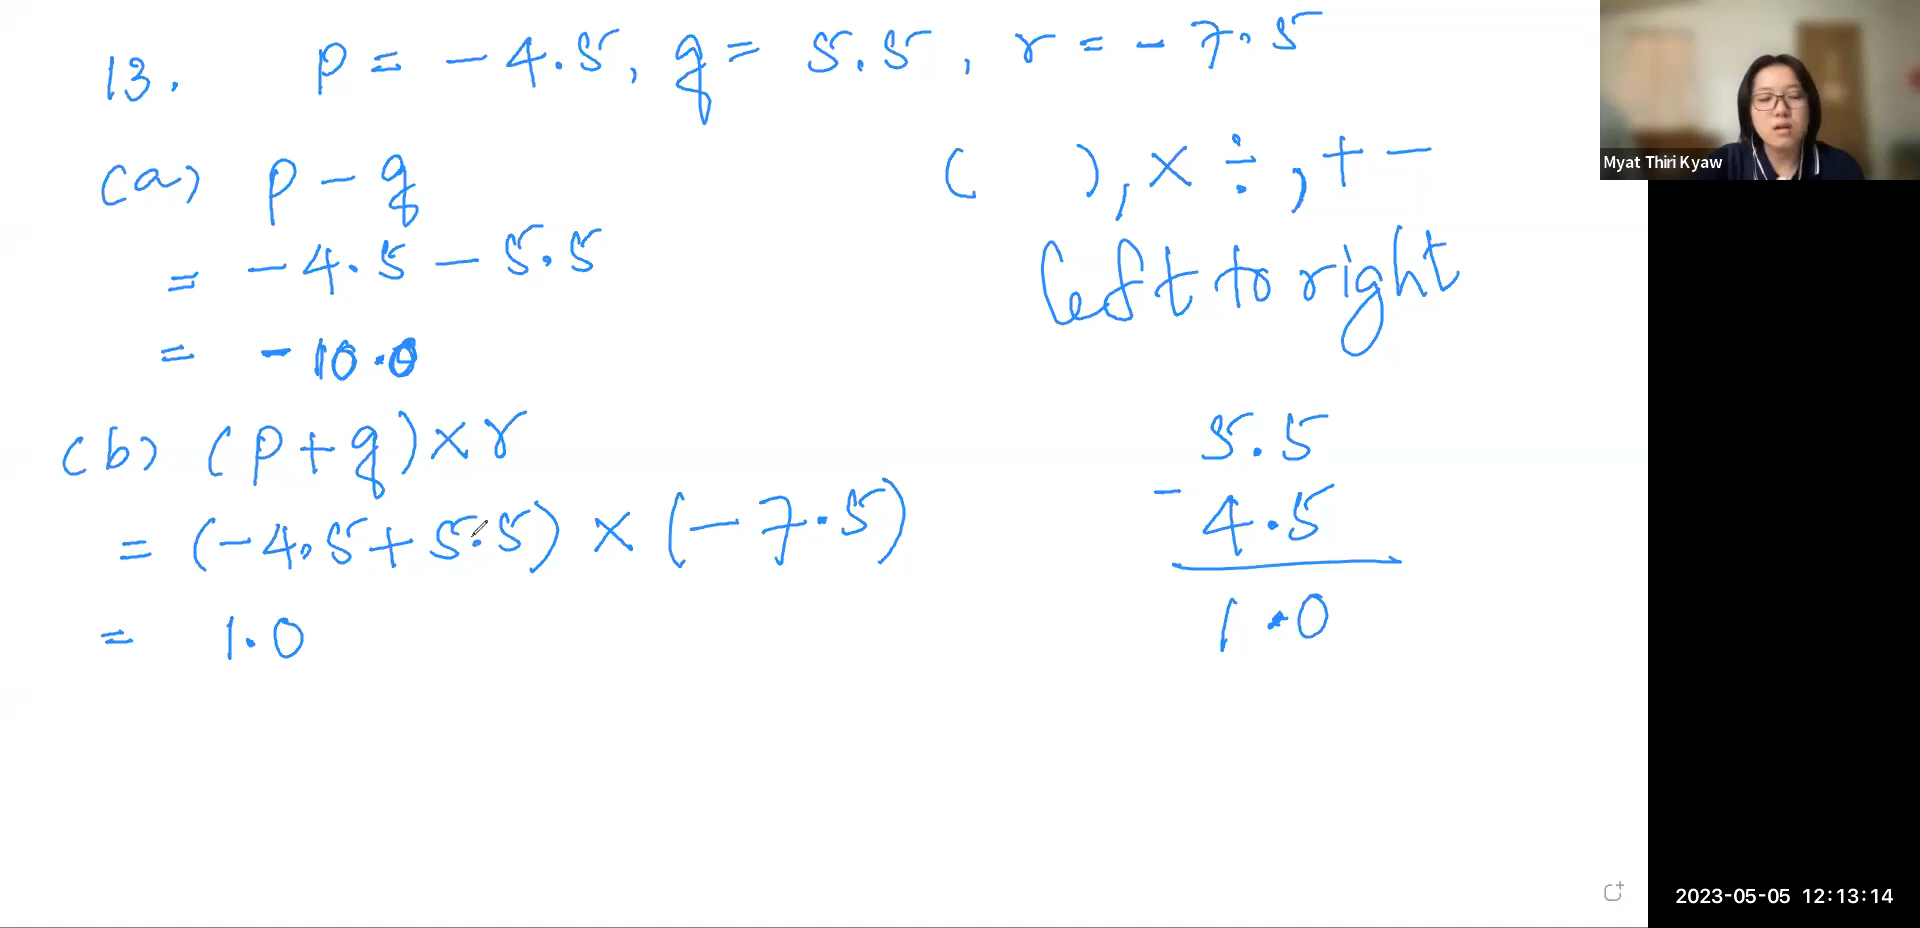 13. p = - 4.5, q = 5.5, r = - 7.5
(a) p - q
= - 4.5 - 5.5
= - 10.0
(b) (p + q) × r
= (- 4.5 + 5.5) × (- 7.5)
= 1.0
( ), × ÷, + -
left to right
5.5
- 4.5
1.0
Myat Thiri Kyaw
2023-05-05 12:13:14